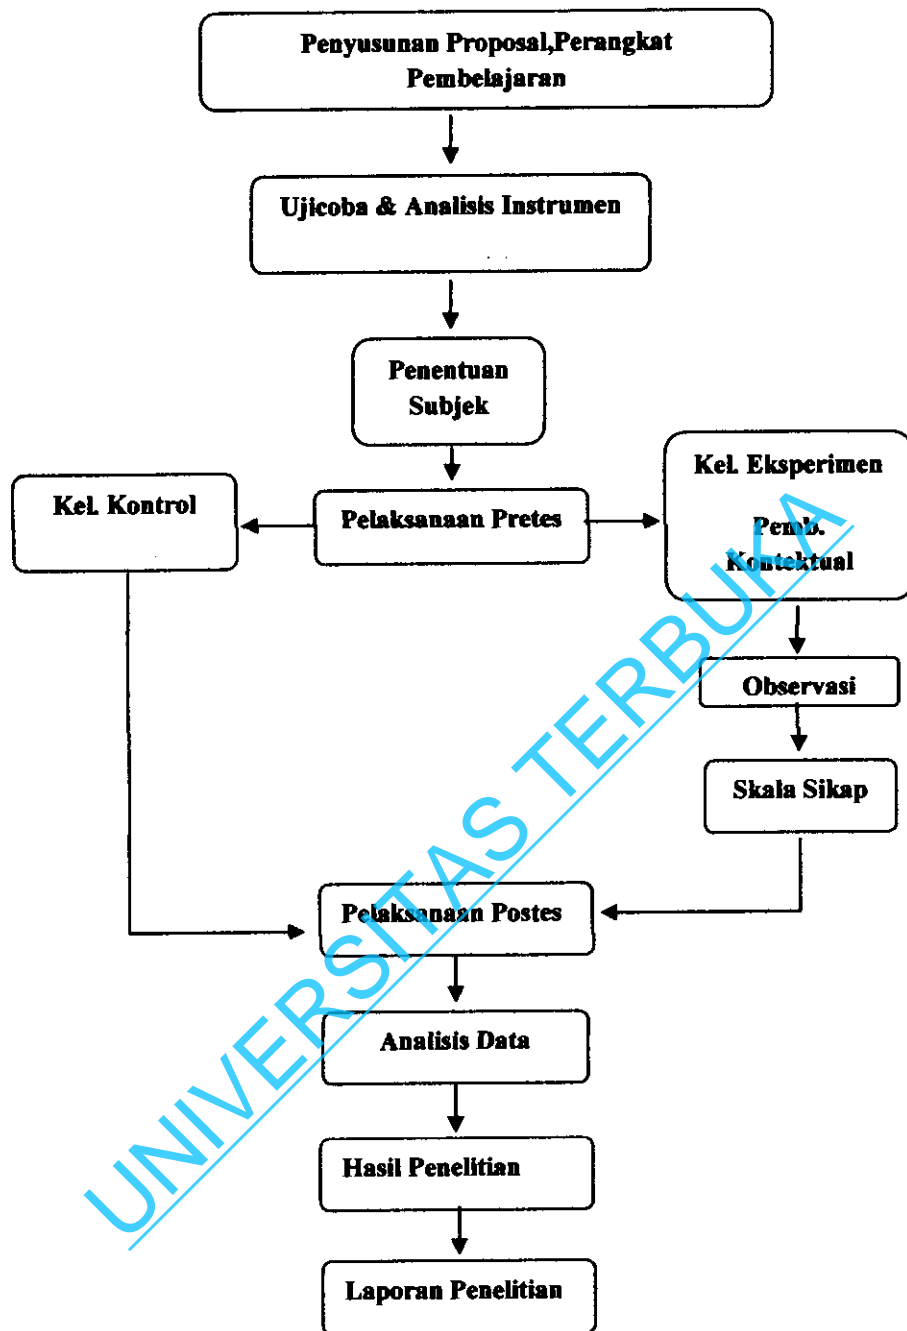 Penyusunan Proposal,Perangkat
Pembelajaran
Ujicoba & Analisis Instrumen
Penentuan
Subjek
Kel. Kontrol
Pelaksanaan Pretes
Kel. Eksperimen
Pemb.
Kontektual
Observasi
Skala Sikap
Pelaksanaan Postes
Analisis Data
Hasil Penelitian
Laporan Penelitian
UNIVERSITAS TERBUKA